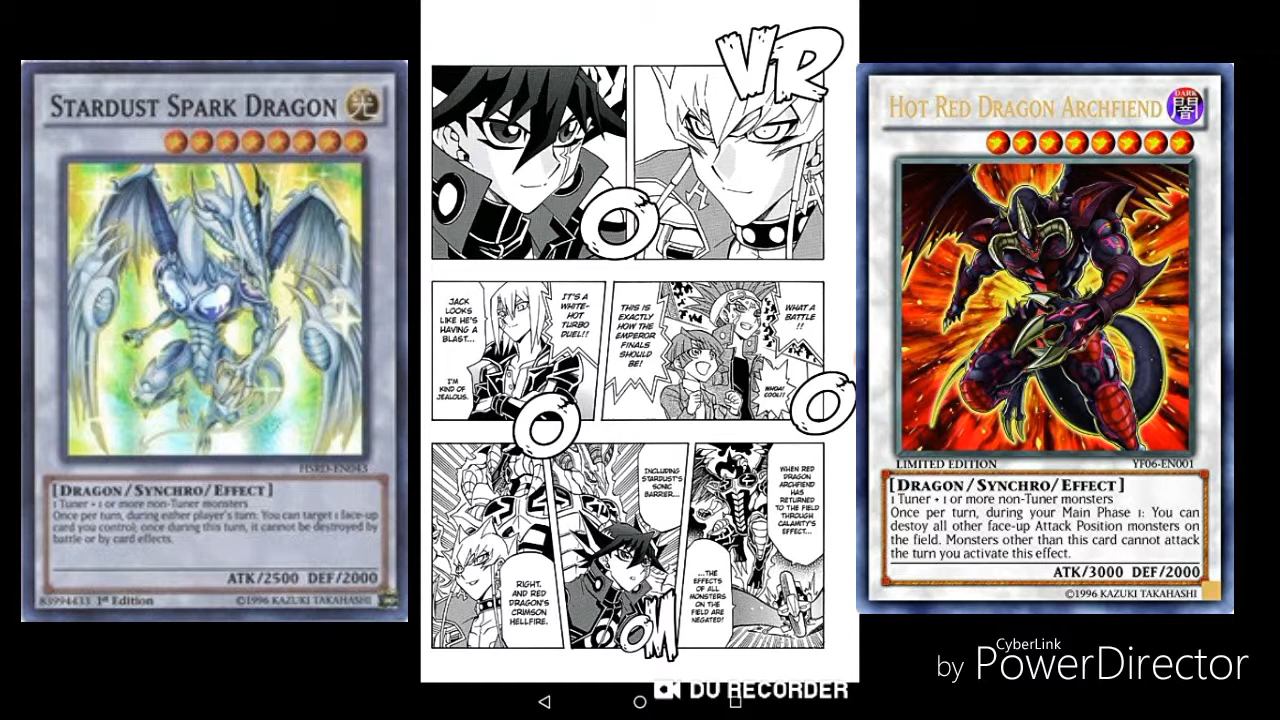 STARDUST SPARK DRAGON
光
HSRD-EN043
[DRAGON/SYNCHRO/EFFECT]
1 Tuner + 1 or more non-Tuner monsters
Once per turn, during either player's turn: You can target 1 face-up
card you control; once during this turn, it cannot be destroyed by
battle or by card effects.
ATK/2500 DEF/2000
83994433 1st Edition
©1996 KAZUKI TAKAHASHI
VROOOOM
WHAT A
BATTLE
!!
THIS IS
EXACTLY
HOW THE
EMPEROR
FINALS
SHOULD
BE!
WHOA!
COOL!!
IT'S A
WHITE-
HOT
TURBO
DUEL!!
JACK
LOOKS
LIKE HE'S
HAVING A
BLAST...
I'M
KIND OF
JEALOUS.
WHEN RED
DRAGON
ARCHFIEND
HAS
RETURNED
TO THE FIELD
THROUGH
CALAMITY'S
EFFECT...
...THE
EFFECTS
OF ALL
MONSTERS
ON THE
FIELD ARE
NEGATED!
INCLUDING
STARDUST'S
SONIC
BARRIER...
RIGHT.
AND RED
DRAGON'S
CRIMSON
HELLFIRE.
HOT RED DRAGON ARCHFIEND
DARK
闇
LIMITED EDITION
YF06-EN001
[DRAGON/SYNCHRO/EFFECT]
1 Tuner + 1 or more non-Tuner monsters
Once per turn, during your Main Phase 1: You can
destroy all other face-up Attack Position monsters on
the field. Monsters other than this card cannot attack
the turn you activate this effect.
ATK/3000 DEF/2000
©1996 KAZUKI TAKAHASHI
DU RECORDER
CyberLink
by PowerDirector